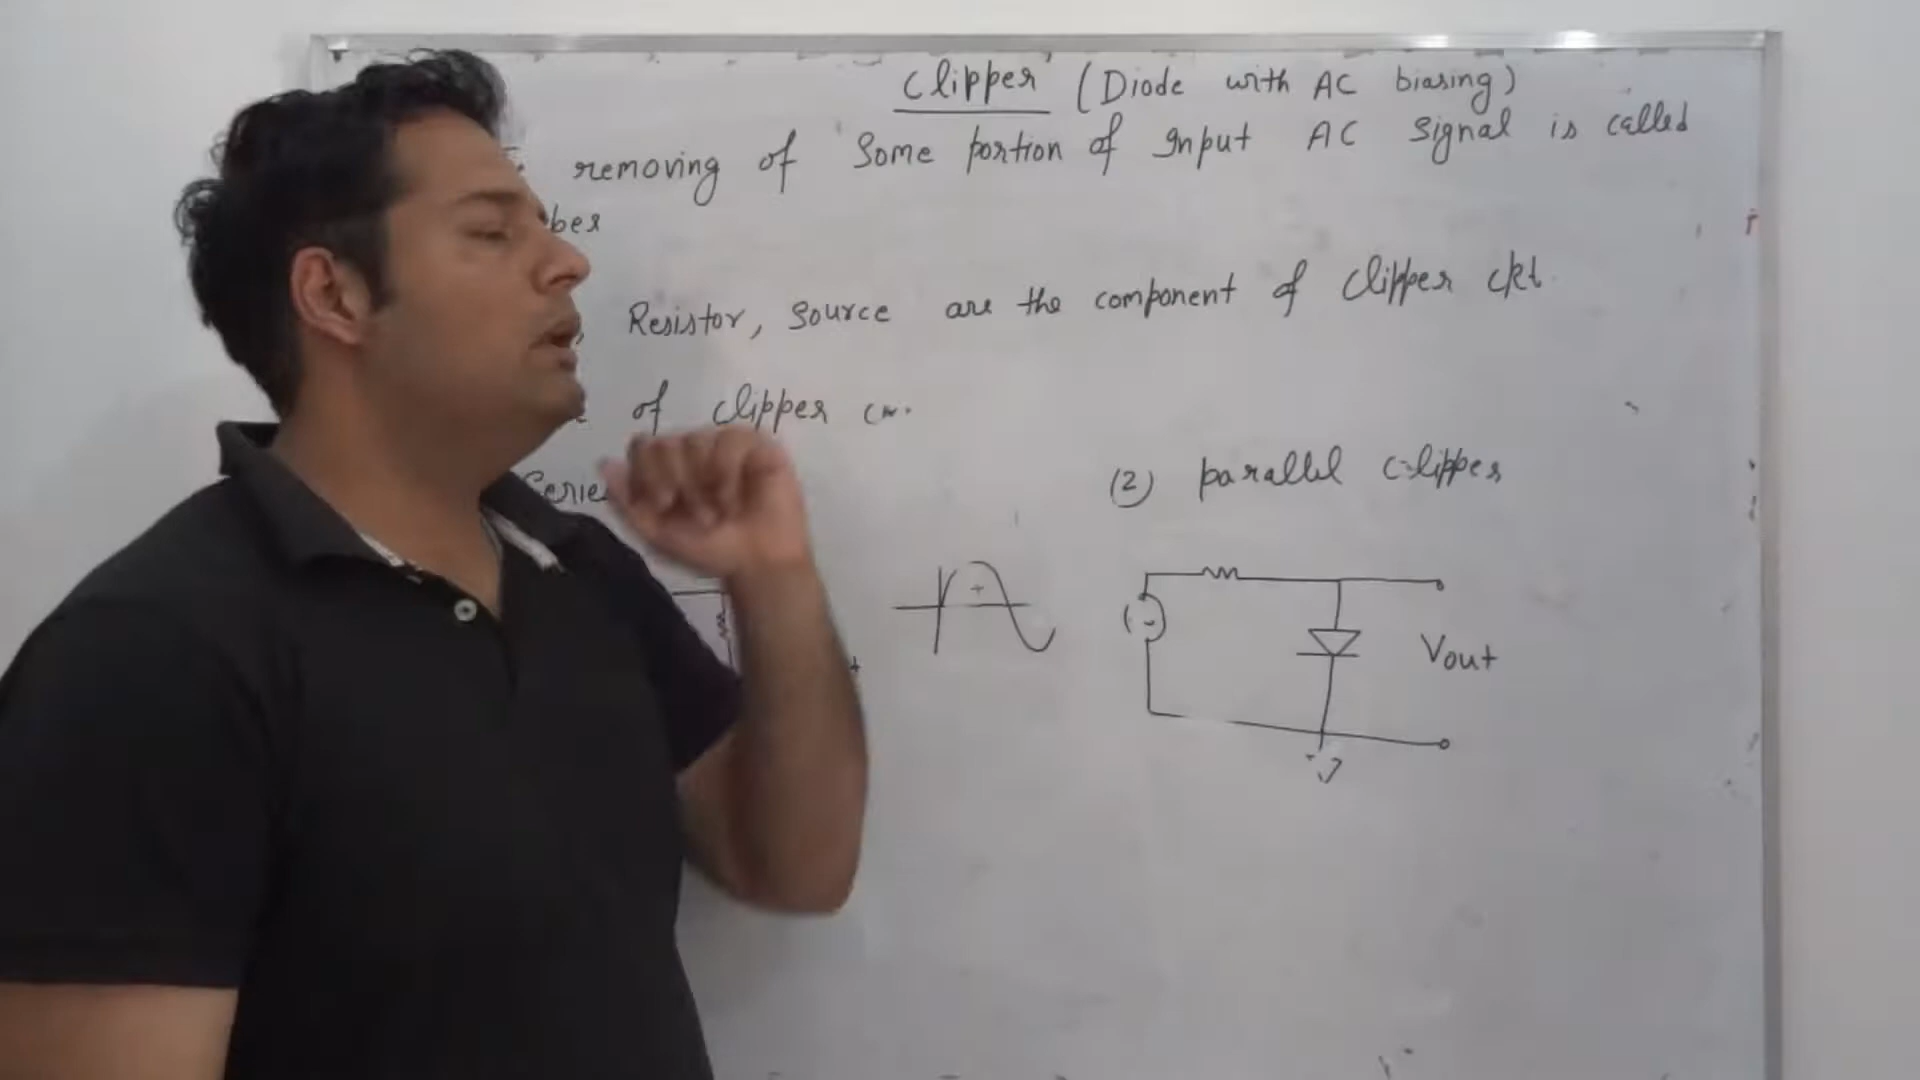 Clipper (Diode with AC biasing)
removing of Some portion of Input AC Signal is called
Resistor, Source are the component of Clipper ckt.
of clipper
(2) parallel Clipper
+
Vout